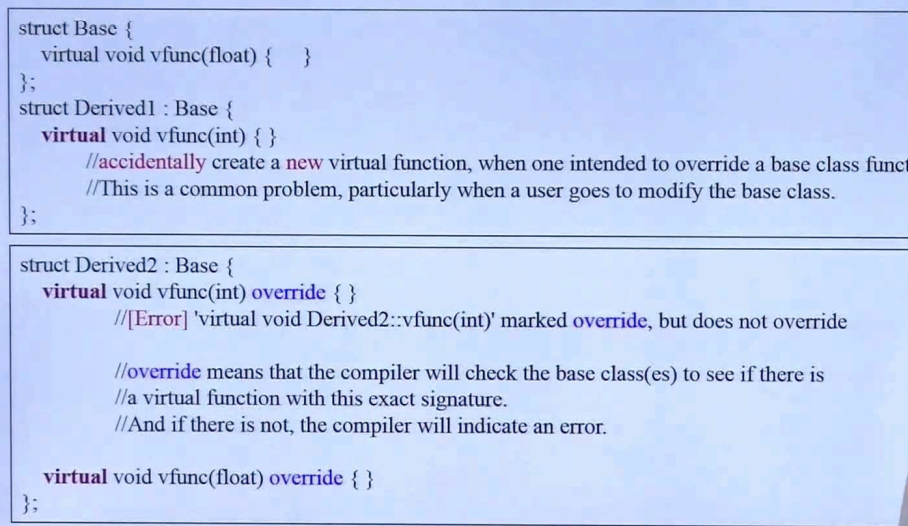 struct Base {
virtual void vfunc(float) { }
};
struct Derived1 : Base {
virtual void vfunc(int) { }
//accidentally create a new virtual function, when one intended to override a base class funct
//This is a common problem, particularly when a user goes to modify the base class.
};
struct Derived2 : Base {
virtual void vfunc(int) override { }
//[Error] 'virtual void Derived2::vfunc(int)' marked override, but does not override
//override means that the compiler will check the base class(es) to see if there is
//a virtual function with this exact signature.
//And if there is not, the compiler will indicate an error.
virtual void vfunc(float) override { }
};